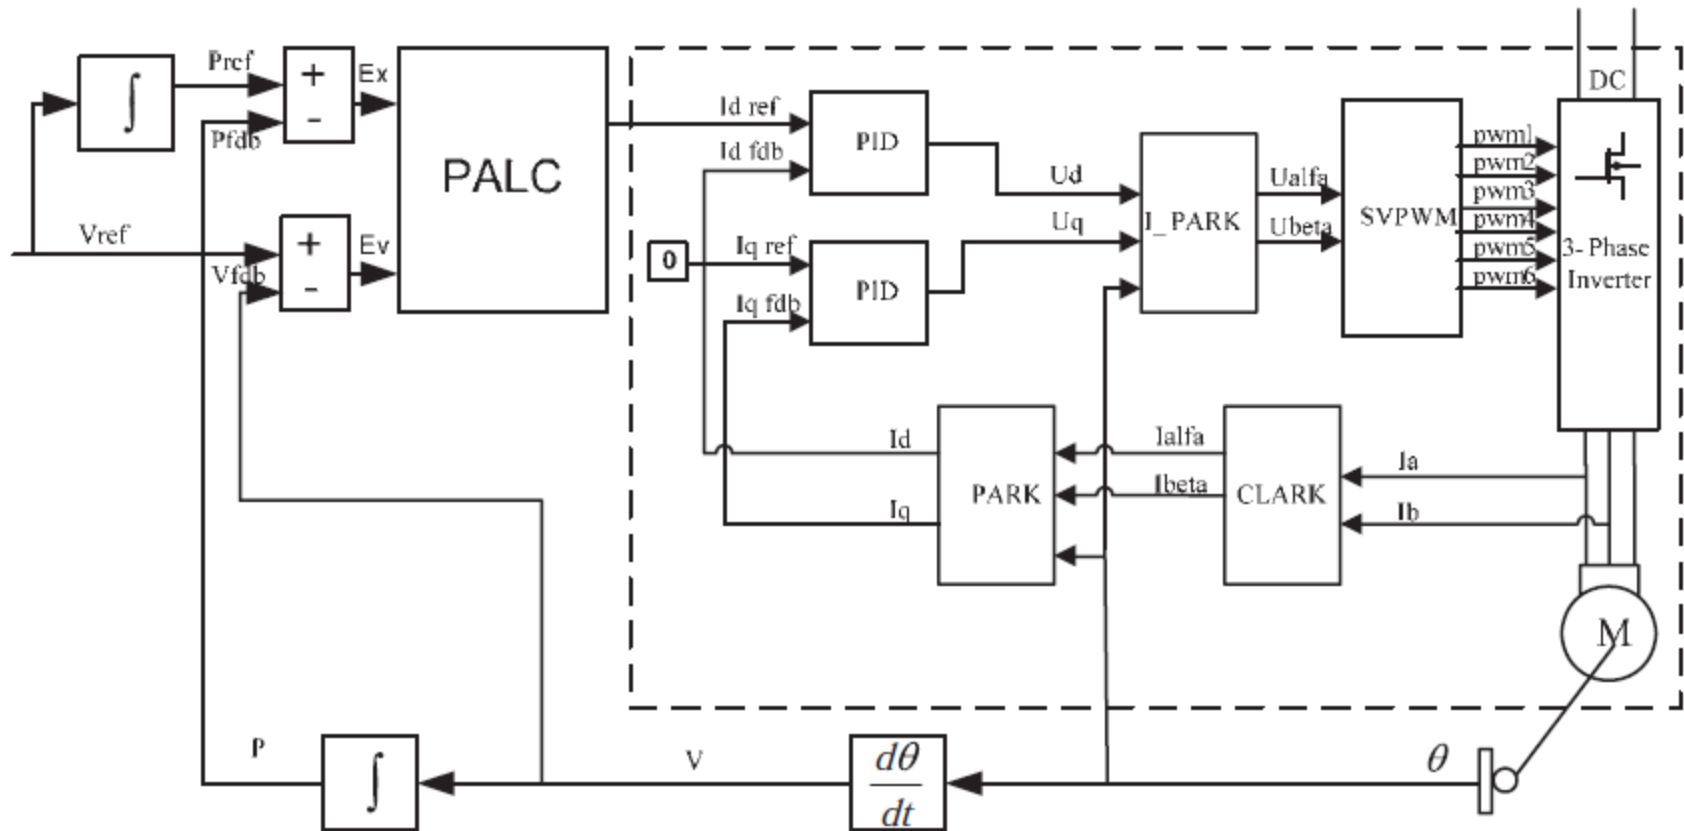 ∫
Pref
+
-
Pfdb
Ex
Vref
Vfdb
+
-
Ev
PALC
Id ref
Id fdb
PID
0
Iq ref
Iq fdb
PID
Ud
Uq
I_PARK
Ualfa
Ubeta
SVPWM
pwm1
pwm2
pwm3
pwm4
pwm5
pwm6
DC
3- Phase
Inverter
Id
Iq
PARK
Ialfa
Ibeta
CLARK
Ia
Ib
M
P
∫
V
dθ
dt
θ